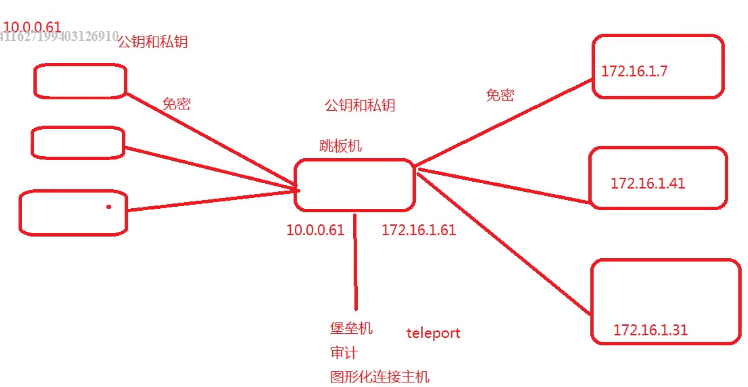 10.0.0.61
411627199403126910
公钥和私钥
免密
公钥和私钥
跳板机
10.0.0.61
172.16.1.61
免密
172.16.1.7
172.16.1.41
172.16.1.31
堡垒机
teleport
审计
图形化连接主机